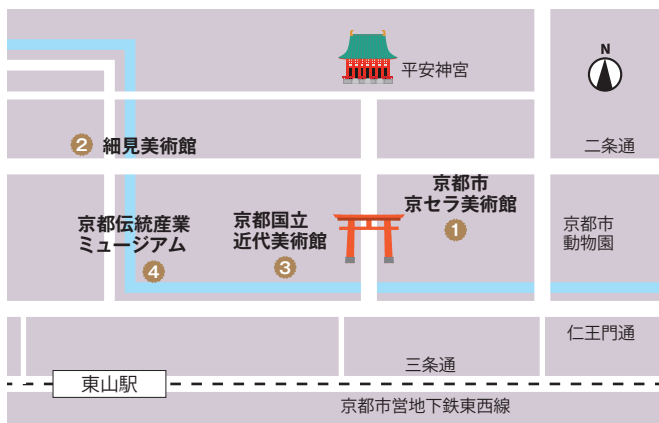 平安神宮
N
② 細見美術館
二条通
京都市
京セラ美術館
①
京都伝統産業
ミュージアム
④
京都国立
近代美術館
③
京都市
動物園
仁王門通
三条通
東山駅
京都市営地下鉄東西線